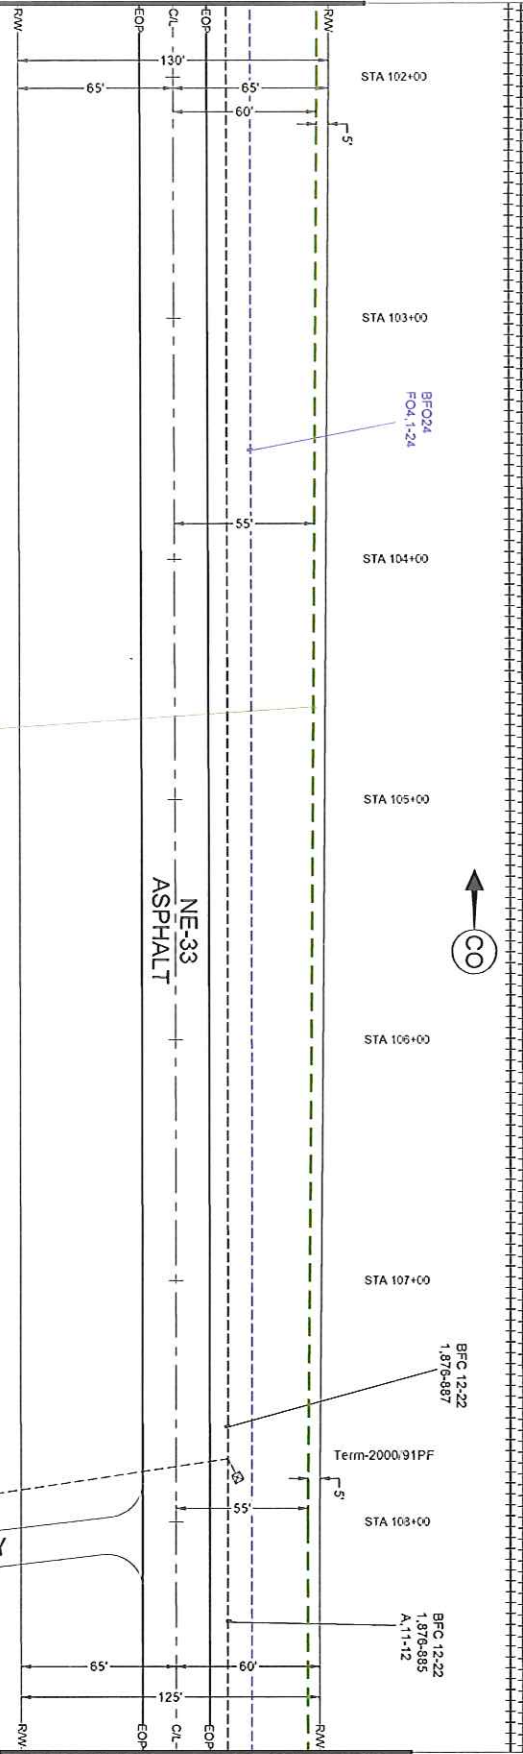 R/W
EOP
C/L
EOP
R/W
130'
65'
65'
60'
5'
STA 102+00
STA 103+00
BFO24
FO4,1-24
55'
STA 104+00
STA 105+00
NE-33
ASPHALT
CO
STA 106+00
STA 107+00
BFC 12-22
1,876-887
Term-2000/91PF
5'
55'
STA 108+00
Y
BFC 12-22
1,876-885
A,11-12
65'
60'
125'
R/W
EOP
C/L
EOP
R/W